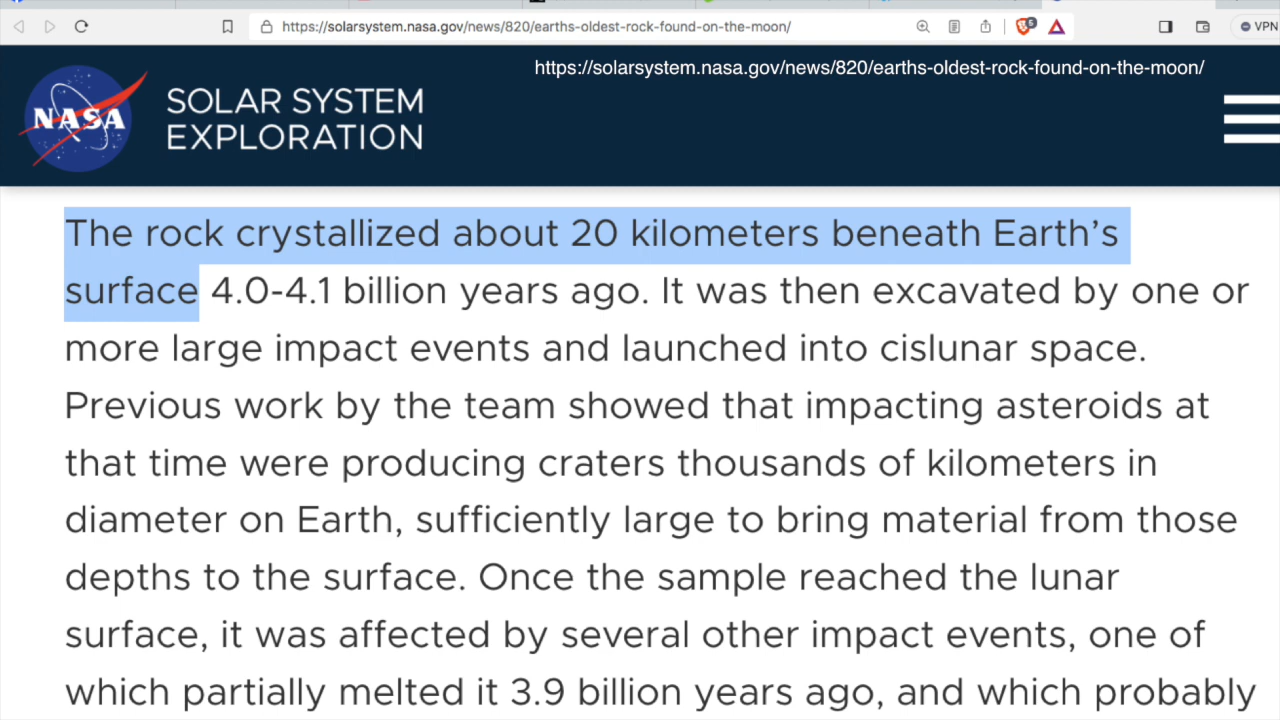 https://solarsystem.nasa.gov/news/820/earths-oldest-rock-found-on-the-moon/
5
VPN
https://solarsystem.nasa.gov/news/820/earths-oldest-rock-found-on-the-moon/
NASA
SOLAR SYSTEM
EXPLORATION
The rock crystallized about 20 kilometers beneath Earth’s
surface 4.0-4.1 billion years ago. It was then excavated by one or
more large impact events and launched into cislunar space.
Previous work by the team showed that impacting asteroids at
that time were producing craters thousands of kilometers in
diameter on Earth, sufficiently large to bring material from those
depths to the surface. Once the sample reached the lunar
surface, it was affected by several other impact events, one of
which partially melted it 3.9 billion years ago, and which probably